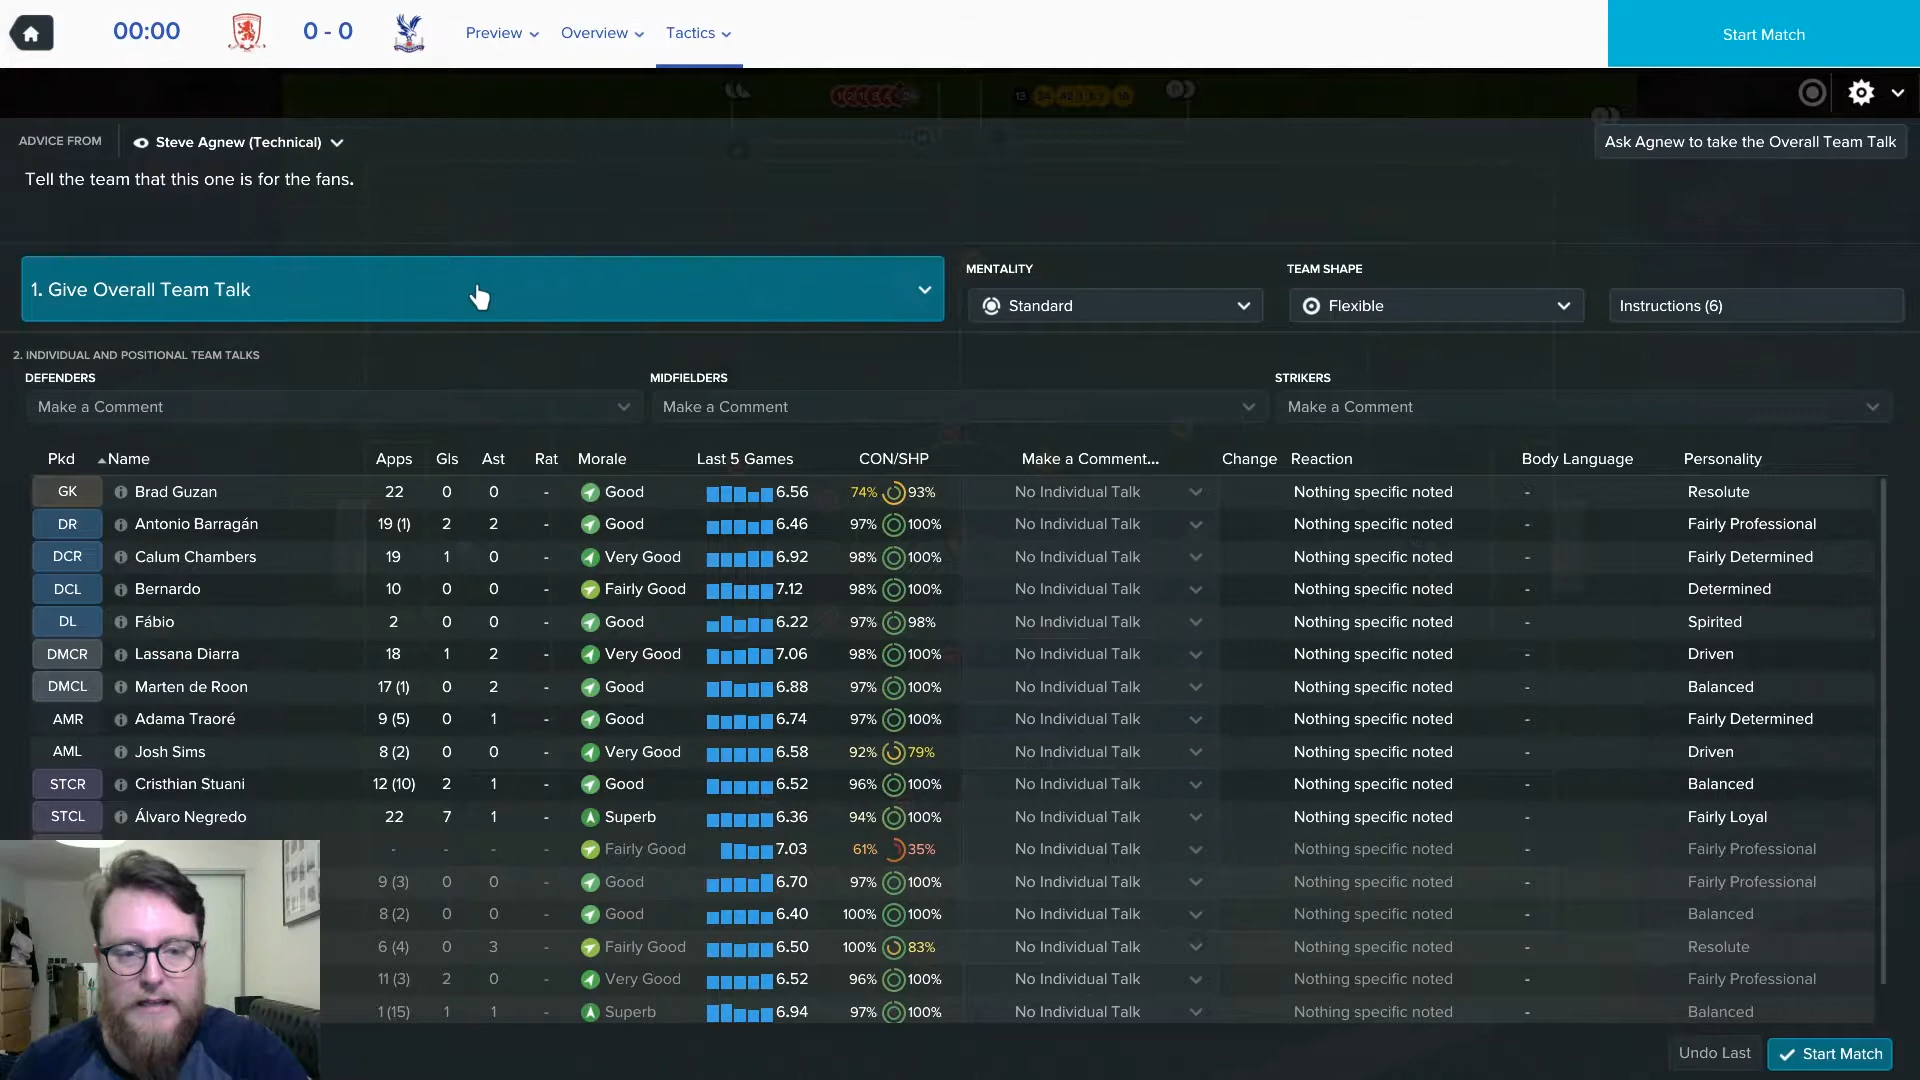 00:00 0 - 0 Preview Overview Tactics Start Match
ADVICE FROM Steve Agnew (Technical) Ask Agnew to take the Overall Team Talk
Tell the team that this one is for the fans.
1. Give Overall Team Talk
MENTALITY TEAM SHAPE
Standard Flexible Instructions (6)
2. INDIVIDUAL AND POSITIONAL TEAM TALKS
DEFENDERS MIDFIELDERS STRIKERS
Make a Comment Make a Comment Make a Comment
Pkd Name Apps Gls Ast Rat Morale Last 5 Games CON/SHP Make a Comment... Change Reaction Body Language Personality
GK Brad Guzan 22 0 0 - Good 6.56 74% 93% No Individual Talk Nothing specific noted - Resolute
DR Antonio Barragán 19 (1) 2 2 - Good 6.46 97% 100% No Individual Talk Nothing specific noted - Fairly Professional
DCR Calum Chambers 19 1 0 - Very Good 6.92 98% 100% No Individual Talk Nothing specific noted - Fairly Determined
DCL Bernardo 10 0 0 - Fairly Good 7.12 98% 100% No Individual Talk Nothing specific noted - Determined
DL Fábio 2 0 0 - Good 6.22 97% 98% No Individual Talk Nothing specific noted - Spirited
DMCR Lassana Diarra 18 1 2 - Very Good 7.06 98% 100% No Individual Talk Nothing specific noted - Driven
DMCL Marten de Roon 17 (1) 0 2 - Good 6.88 97% 100% No Individual Talk Nothing specific noted - Balanced
AMR Adama Traoré 9 (5) 0 1 - Good 6.74 97% 100% No Individual Talk Nothing specific noted - Fairly Determined
AML Josh Sims 8 (2) 0 0 - Very Good 6.58 92% 79% No Individual Talk Nothing specific noted - Driven
STCR Cristhian Stuani 12 (10) 2 1 - Good 6.52 96% 100% No Individual Talk Nothing specific noted - Balanced
STCL Álvaro Negredo 22 7 1 - Superb 6.36 94% 100% No Individual Talk Nothing specific noted - Fairly Loyal
- - - - Fairly Good 7.03 61% 35% No Individual Talk Nothing specific noted - Fairly Professional
9 (3) 0 0 - Good 6.70 97% 100% No Individual Talk Nothing specific noted - Fairly Professional
8 (2) 0 0 - Good 6.40 100% 100% No Individual Talk Nothing specific noted - Balanced
6 (4) 0 3 - Fairly Good 6.50 100% 83% No Individual Talk Nothing specific noted - Resolute
11 (3) 2 0 - Very Good 6.52 96% 100% No Individual Talk Nothing specific noted - Fairly Professional
1 (15) 1 1 - Superb 6.94 97% 100% No Individual Talk Nothing specific noted - Balanced
Undo Last Start Match